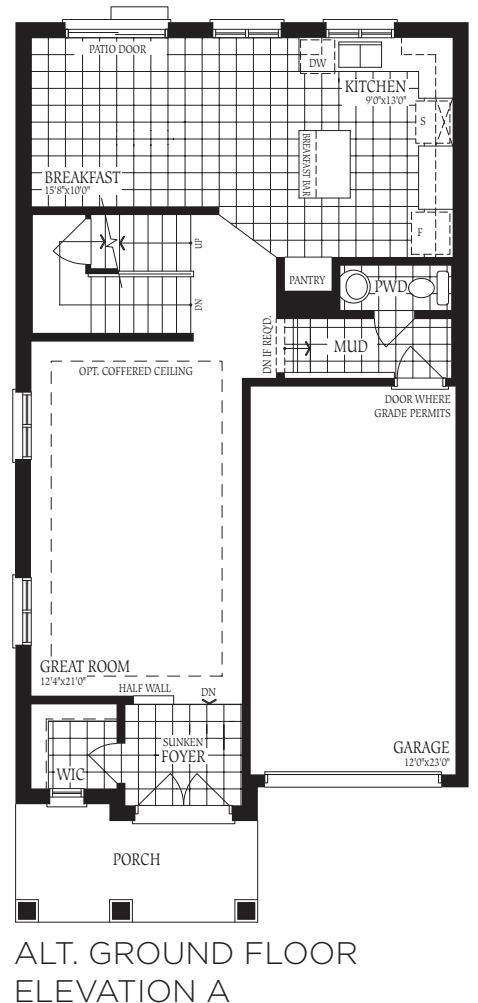 PATIO DOOR
DW
KITCHEN
9'0"x13'0"
S
BREAKFAST BAR
BREAKFAST
15'8"x10'0"
F
UP
DN
PANTRY
PWD
DN IF REQ'D.
MUD
OPT. COFFERED CEILING
DOOR WHERE
GRADE PERMITS
GREAT ROOM
12'4"x21'0"
HALF WALL
DN
SUNKEN
FOYER
WIC
GARAGE
12'0"x23'0"
PORCH
ALT. GROUND FLOOR
ELEVATION A